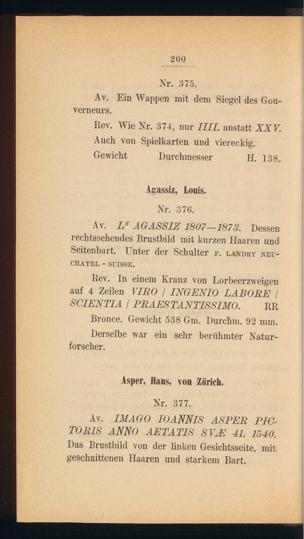 200
Nr. 375.
Av. Ein Wappen mit dem Siegel des Gou-
verneurs.
Rev. Wie Nr. 374, nur IIII. anstatt XXV.
Auch von Spielkarten und viereckig.
Gewicht Durchmesser H. 138.
Agassiz, Louis.
Nr. 376.
Av. Ls AGASSIZ 1807—1873. Dessen
rechtssehendes Brustbild mit kurzen Haaren und
Seitenbart. Unter der Schulter F. LANDRY NEU-
CHATEL - SUISSE.
Rev. In einem Kranz von Lorbeerzweigen
auf 4 Zeilen VIRO / INGENIO LABORE /
SCIENTIA / PRAESTANTISSIMO. RR
Bronce. Gewicht 538 Gm. Durchm. 92 mm.
Derselbe war ein sehr berühmter Natur-
forscher.
Asper, Hans, von Zürich.
Nr. 377.
Av. IMAGO IOANNIS ASPER PIC-
TORIS ANNO AETATIS SVÆ 41. 1540.
Das Brustbild von der linken Gesichtsseite, mit
geschnittenen Haaren und starkem Bart.